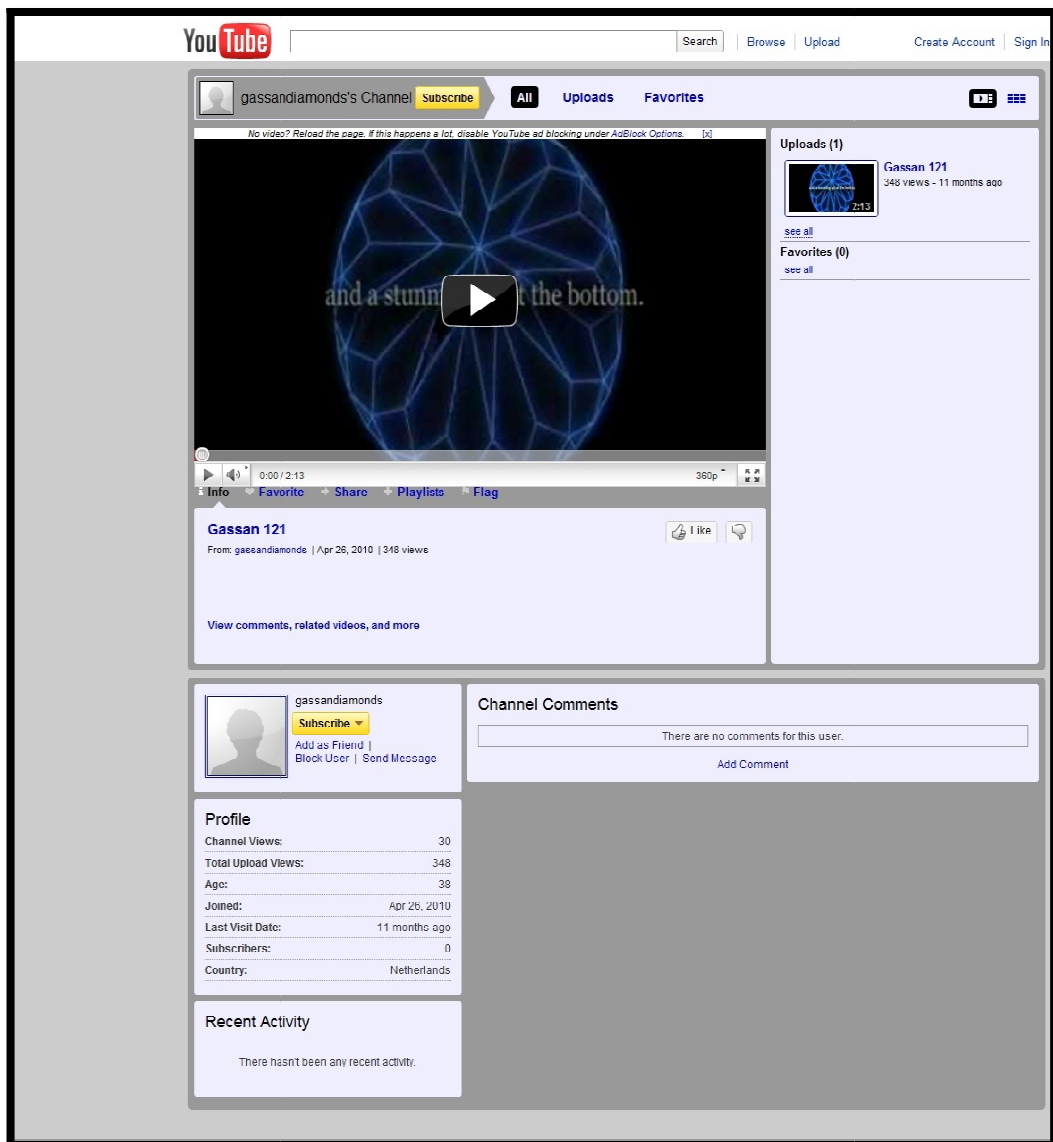 YouTube Search Browse Upload Create Account Sign In
gassandiamonds's Channel Subscribe All Uploads Favorites
No video? Reload the page. If this happens a lot, disable YouTube ad blocking under AdBlock Options. [x]
and a stunn t the bottom.
0:00 / 2:13 360p
Info Favorite Share Playlists Flag
Gassan 121
Like
From: gassandiamonds | Apr 26, 2010 | 348 views
View comments, related videos, and more
Uploads (1)
Gassan 121
348 views - 11 months ago
2:13
see all
Favorites (0)
see all
gassandiamonds
Subscribe
Add as Friend |
Block User | Send Message
Channel Comments
There are no comments for this user.
Add Comment
Profile
Channel Views: 30
Total Upload Views: 348
Age: 38
Joined: Apr 26, 2010
Last Visit Date: 11 months ago
Subscribers: 0
Country: Netherlands
Recent Activity
There hasn't been any recent activity.